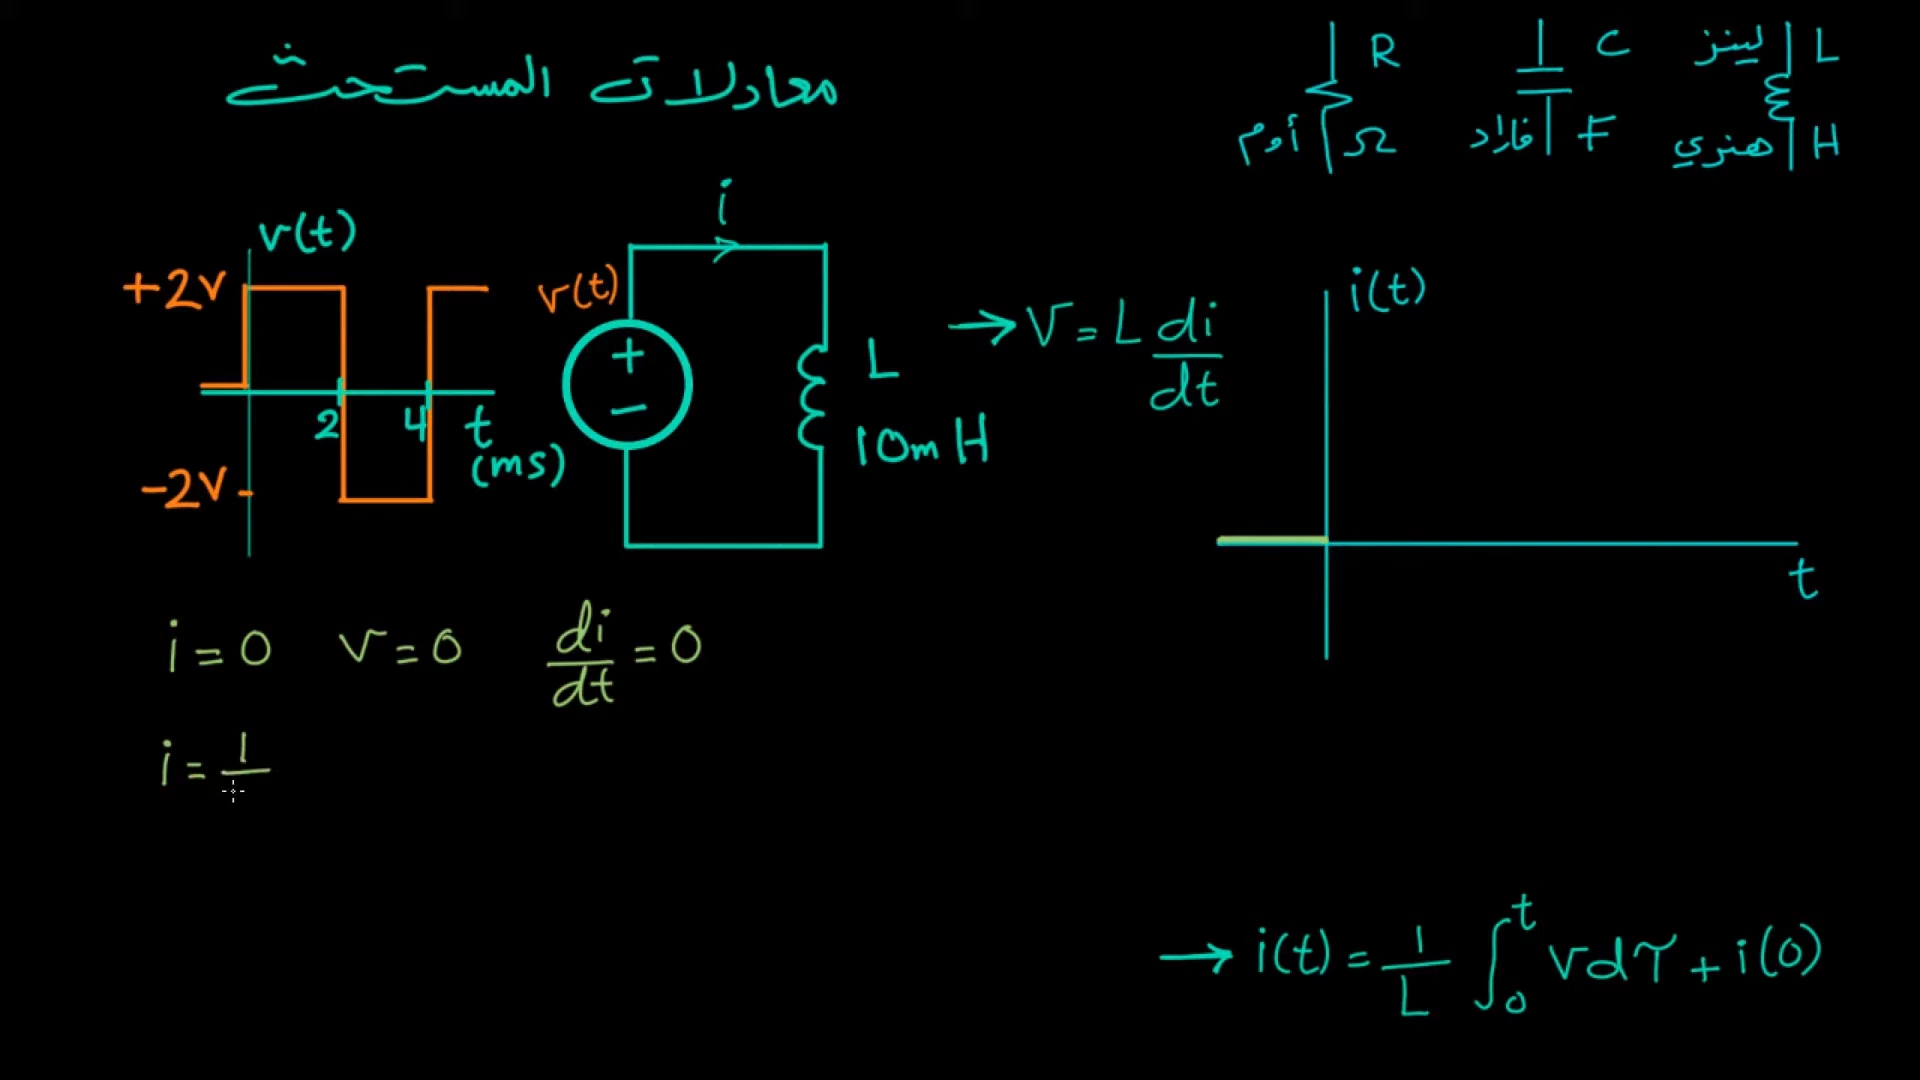 معادلات المستحث
R C لينز L
أوم Ω فاراد F هنري H
v(t)
+2V
-2V
2 4 t
(ms)
i
v(t)
+
-
L
10mH
→ V = L di/dt
i(t)
t
i = 0 v = 0 di/dt = 0
i = 1
→ i(t) = 1/L ∫₀ᵗ v dτ + i(0)